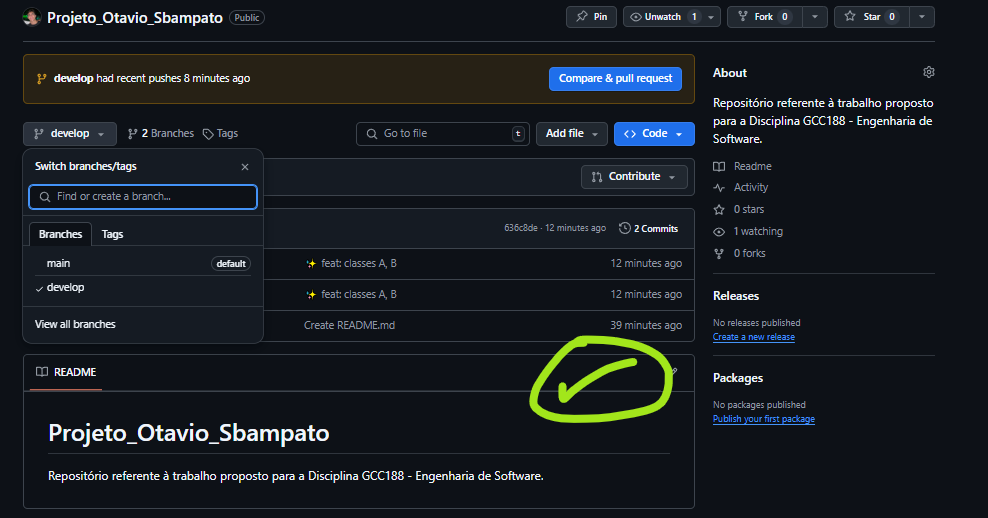 Projeto_Otavio_Sbampato Public
Pin
Unwatch 1
Fork 0
Star 0
develop had recent pushes 8 minutes ago
Compare & pull request
develop
2 Branches
Tags
Go to file
t
Add file
Code
Switch branches/tags
Find or create a branch...
Branches
Tags
main default
develop
View all branches
Contribute
636c8de · 12 minutes ago
2 Commits
✨ feat: classes A, B
12 minutes ago
✨ feat: classes A, B
12 minutes ago
Create README.md
39 minutes ago
README
Projeto_Otavio_Sbampato
Repositório referente à trabalho proposto para a Disciplina GCC188 - Engenharia de Software.
About
Repositório referente à trabalho proposto
para a Disciplina GCC188 - Engenharia de
Software.
Readme
Activity
0 stars
1 watching
0 forks
Releases
No releases published
Create a new release
Packages
No packages published
Publish your first package